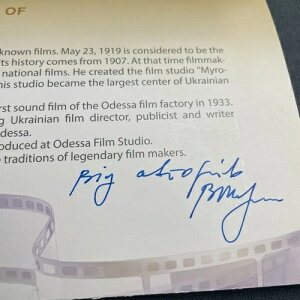 OF
known films. May 23, 1919 is considered to be the
its history comes from 1907. At that time filmmak-
national films. He created the film studio "Myro-
his studio became the largest center of Ukrainian
rst sound film of the Odessa film factory in 1933.
g Ukrainian film director, publicist and writer
dessa.
oduced at Odessa Film Studio.
e traditions of legendary film makers.
від